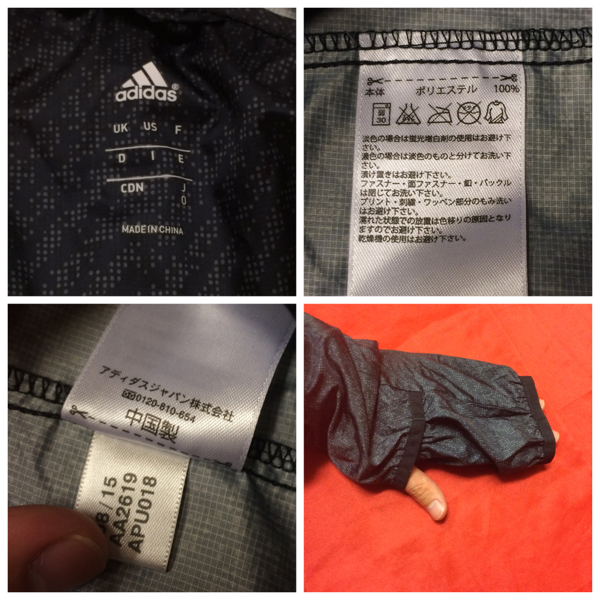 adidas
UK US F
D I E
CDN J
O
MADE IN CHINA
本体 ポリエステル 100%
弱
30
淡色の場合は蛍光増白剤の使用はお避け下
さい。
濃色の場合は淡色のものと分けてお洗い下
さい。
漬け置きはお避け下さい。
ファスナー・面ファスナー・釦・バックル
は閉じてお洗い下さい。
プリント・刺繍・ワッペン部分のもみ洗い
はお避け下さい。
濡れた状態での放置は色移りの原因となり
ますのでお避け下さい。
乾燥機の使用はお避け下さい。
アディダスジャパン株式会社
0120-810-654
中国製
8/15
AA2619
APU018